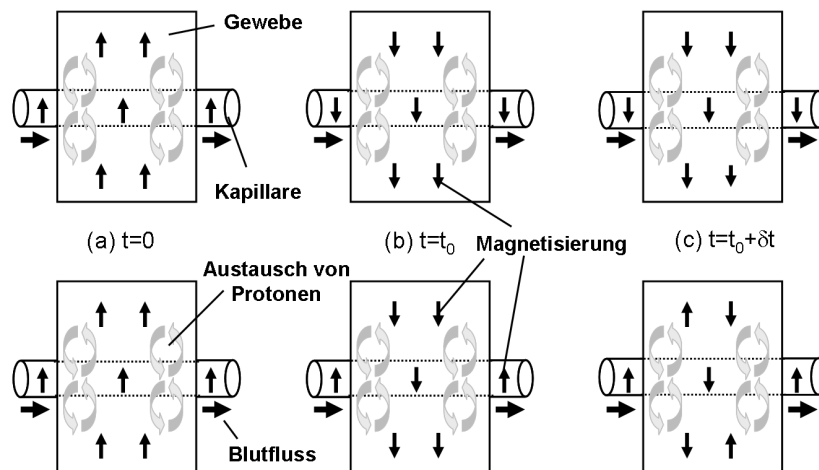 Gewebe
Kapillare
(a) t=0
(b) t=t₀
Magnetisierung
(c) t=t₀+δt
Austausch von
Protonen
Blutfluss